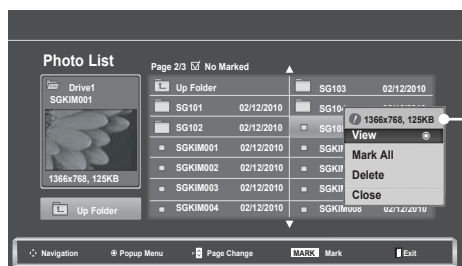 Photo List
Page 2/3 ☑ No Marked
Drive1
SGKIM001
1366x768, 125KB
Up Folder
Up Folder
SG101 02/12/2010
SG102 02/12/2010
SGKIM001 02/12/2010
SGKIM002 02/12/2010
SGKIM003 02/12/2010
SGKIM004 02/12/2010
SG103 02/12/2010
1366x768, 125KB
View
Mark All
Delete
Close
SGKIM008 02/12/2010
Navigation Popup Menu Page Change MARK Mark Exit